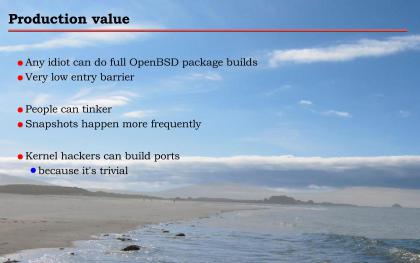 Production value
Any idiot can do full OpenBSD package builds
Very low entry barrier
People can tinker
Snapshots happen more frequently
Kernel hackers can build ports
because it's trivial